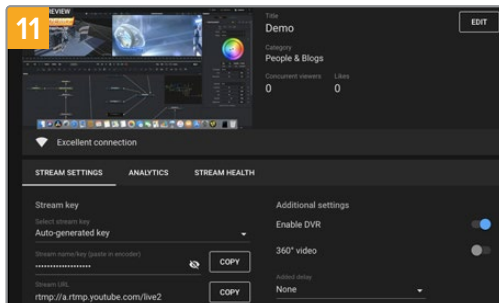 11
PREVIEW
Title
Demo
EDIT
Category
People & Blogs
Concurrent viewers Likes
0 0
Excellent connection
STREAM SETTINGS ANALYTICS STREAM HEALTH
Stream key
Additional settings
Select stream key
Auto-generated key
Enable DVR
Stream name/key (paste in encoder)
COPY
360° video
Stream URL
rtmp://a.rtmp.youtube.com/live2
COPY
Added delay
None